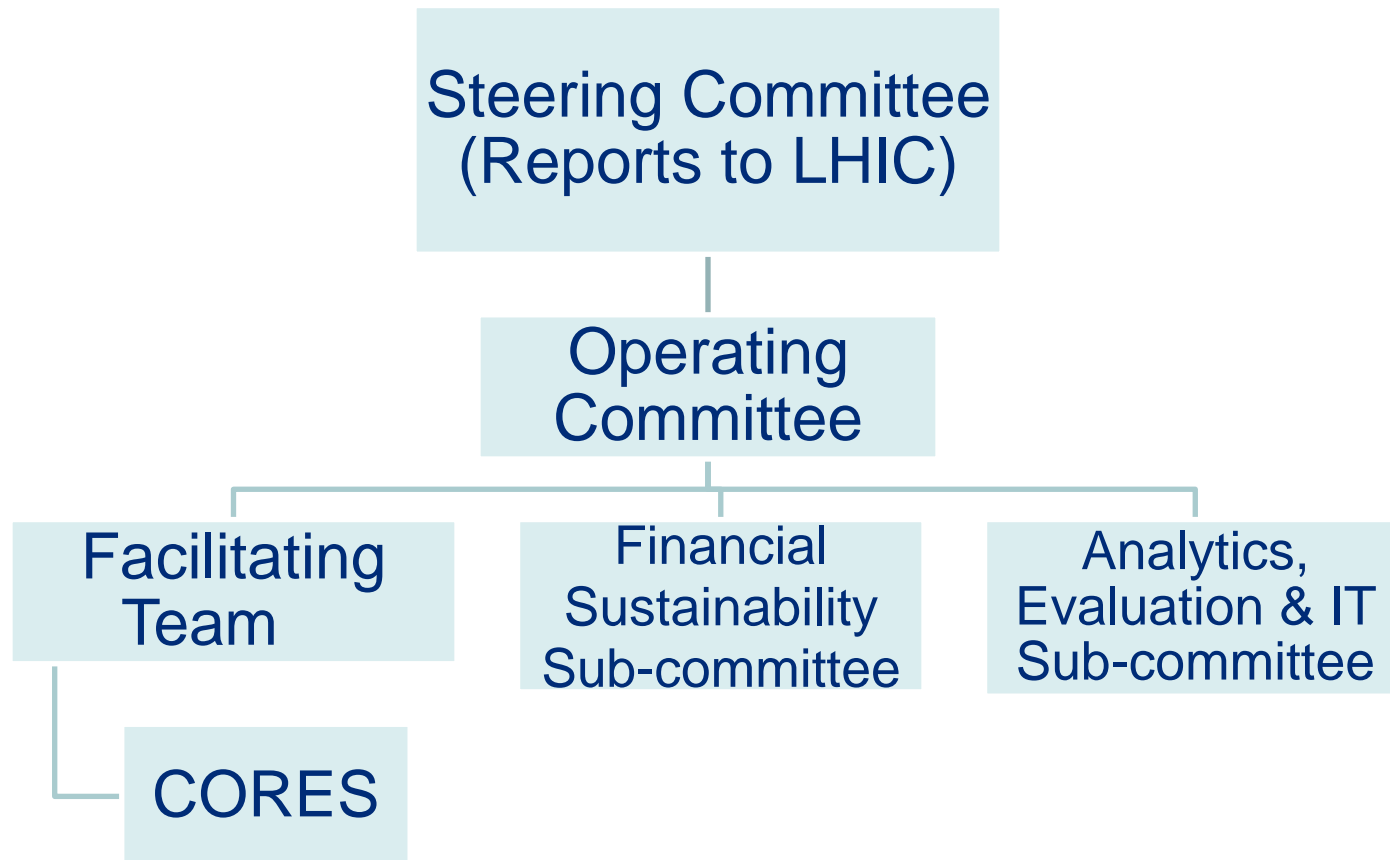 Steering Committee
(Reports to LHIC)
Operating
Committee
Facilitating
Team
Financial
Sustainability
Sub-committee
Analytics,
Evaluation & IT
Sub-committee
CORES